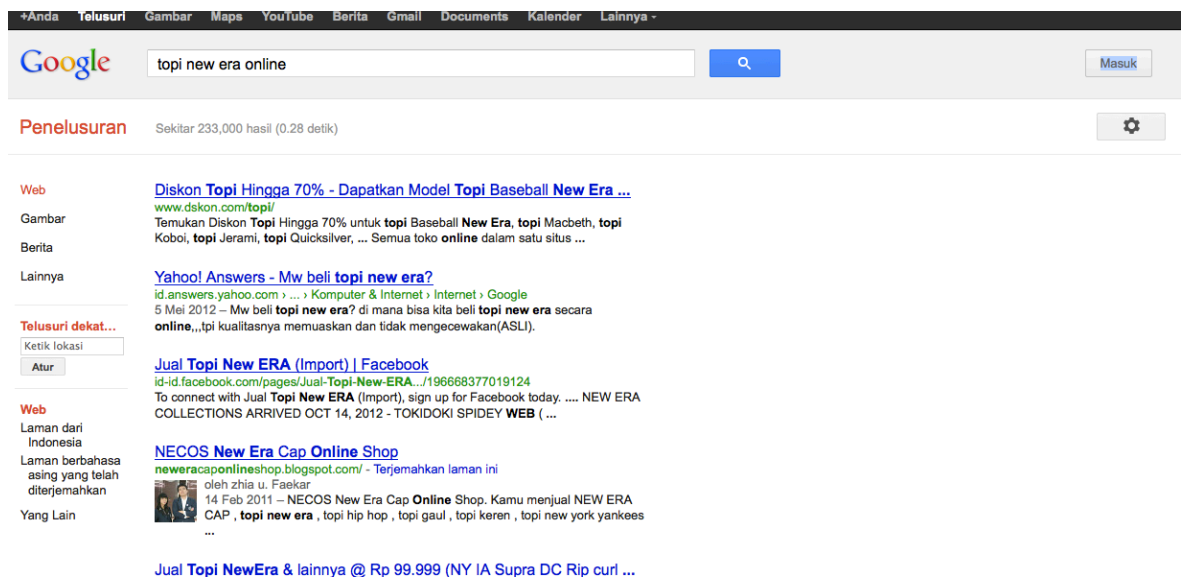 +Anda Telusuri Gambar Maps YouTube Berita Gmail Documents Kalender Lainnya
Google
topi new era online
Masuk
Penelusuran
Sekitar 233,000 hasil (0.28 detik)
Web
Gambar
Berita
Lainnya
Telusuri dekat...
Ketik lokasi
Atur
Web
Laman dari
Indonesia
Laman berbahasa
asing yang telah
diterjemahkan
Yang Lain
Diskon Topi Hingga 70% - Dapatkan Model Topi Baseball New Era ...
www.dskon.com/topi/
Temukan Diskon Topi Hingga 70% untuk topi Baseball New Era, topi Macbeth, topi
Koboi, topi Jerami, topi Quicksilver, ... Semua toko online dalam satu situs ...
Yahoo! Answers - Mw beli topi new era?
id.answers.yahoo.com › ... › Komputer & Internet › Internet › Google
5 Mei 2012 – Mw beli topi new era? di mana bisa kita beli topi new era secara
online,,,tpi kualitasnya memuaskan dan tidak mengecewakan(ASLI).
Jual Topi New ERA (Import) | Facebook
id-id.facebook.com/pages/Jual-Topi-New-ERA.../196668377019124
To connect with Jual Topi New ERA (Import), sign up for Facebook today. .... NEW ERA
COLLECTIONS ARRIVED OCT 14, 2012 - TOKIDOKI SPIDEY WEB ( ...
NECOS New Era Cap Online Shop
neweracaponlineshop.blogspot.com/ - Terjemahkan laman ini
oleh zhia u. Faekar
14 Feb 2011 – NECOS New Era Cap Online Shop. Kamu menjual NEW ERA
CAP , topi new era , topi hip hop , topi gaul , topi keren , topi new york yankees
...
Jual Topi NewEra & lainnya @ Rp 99.999 (NY IA Supra DC Rip curl ...